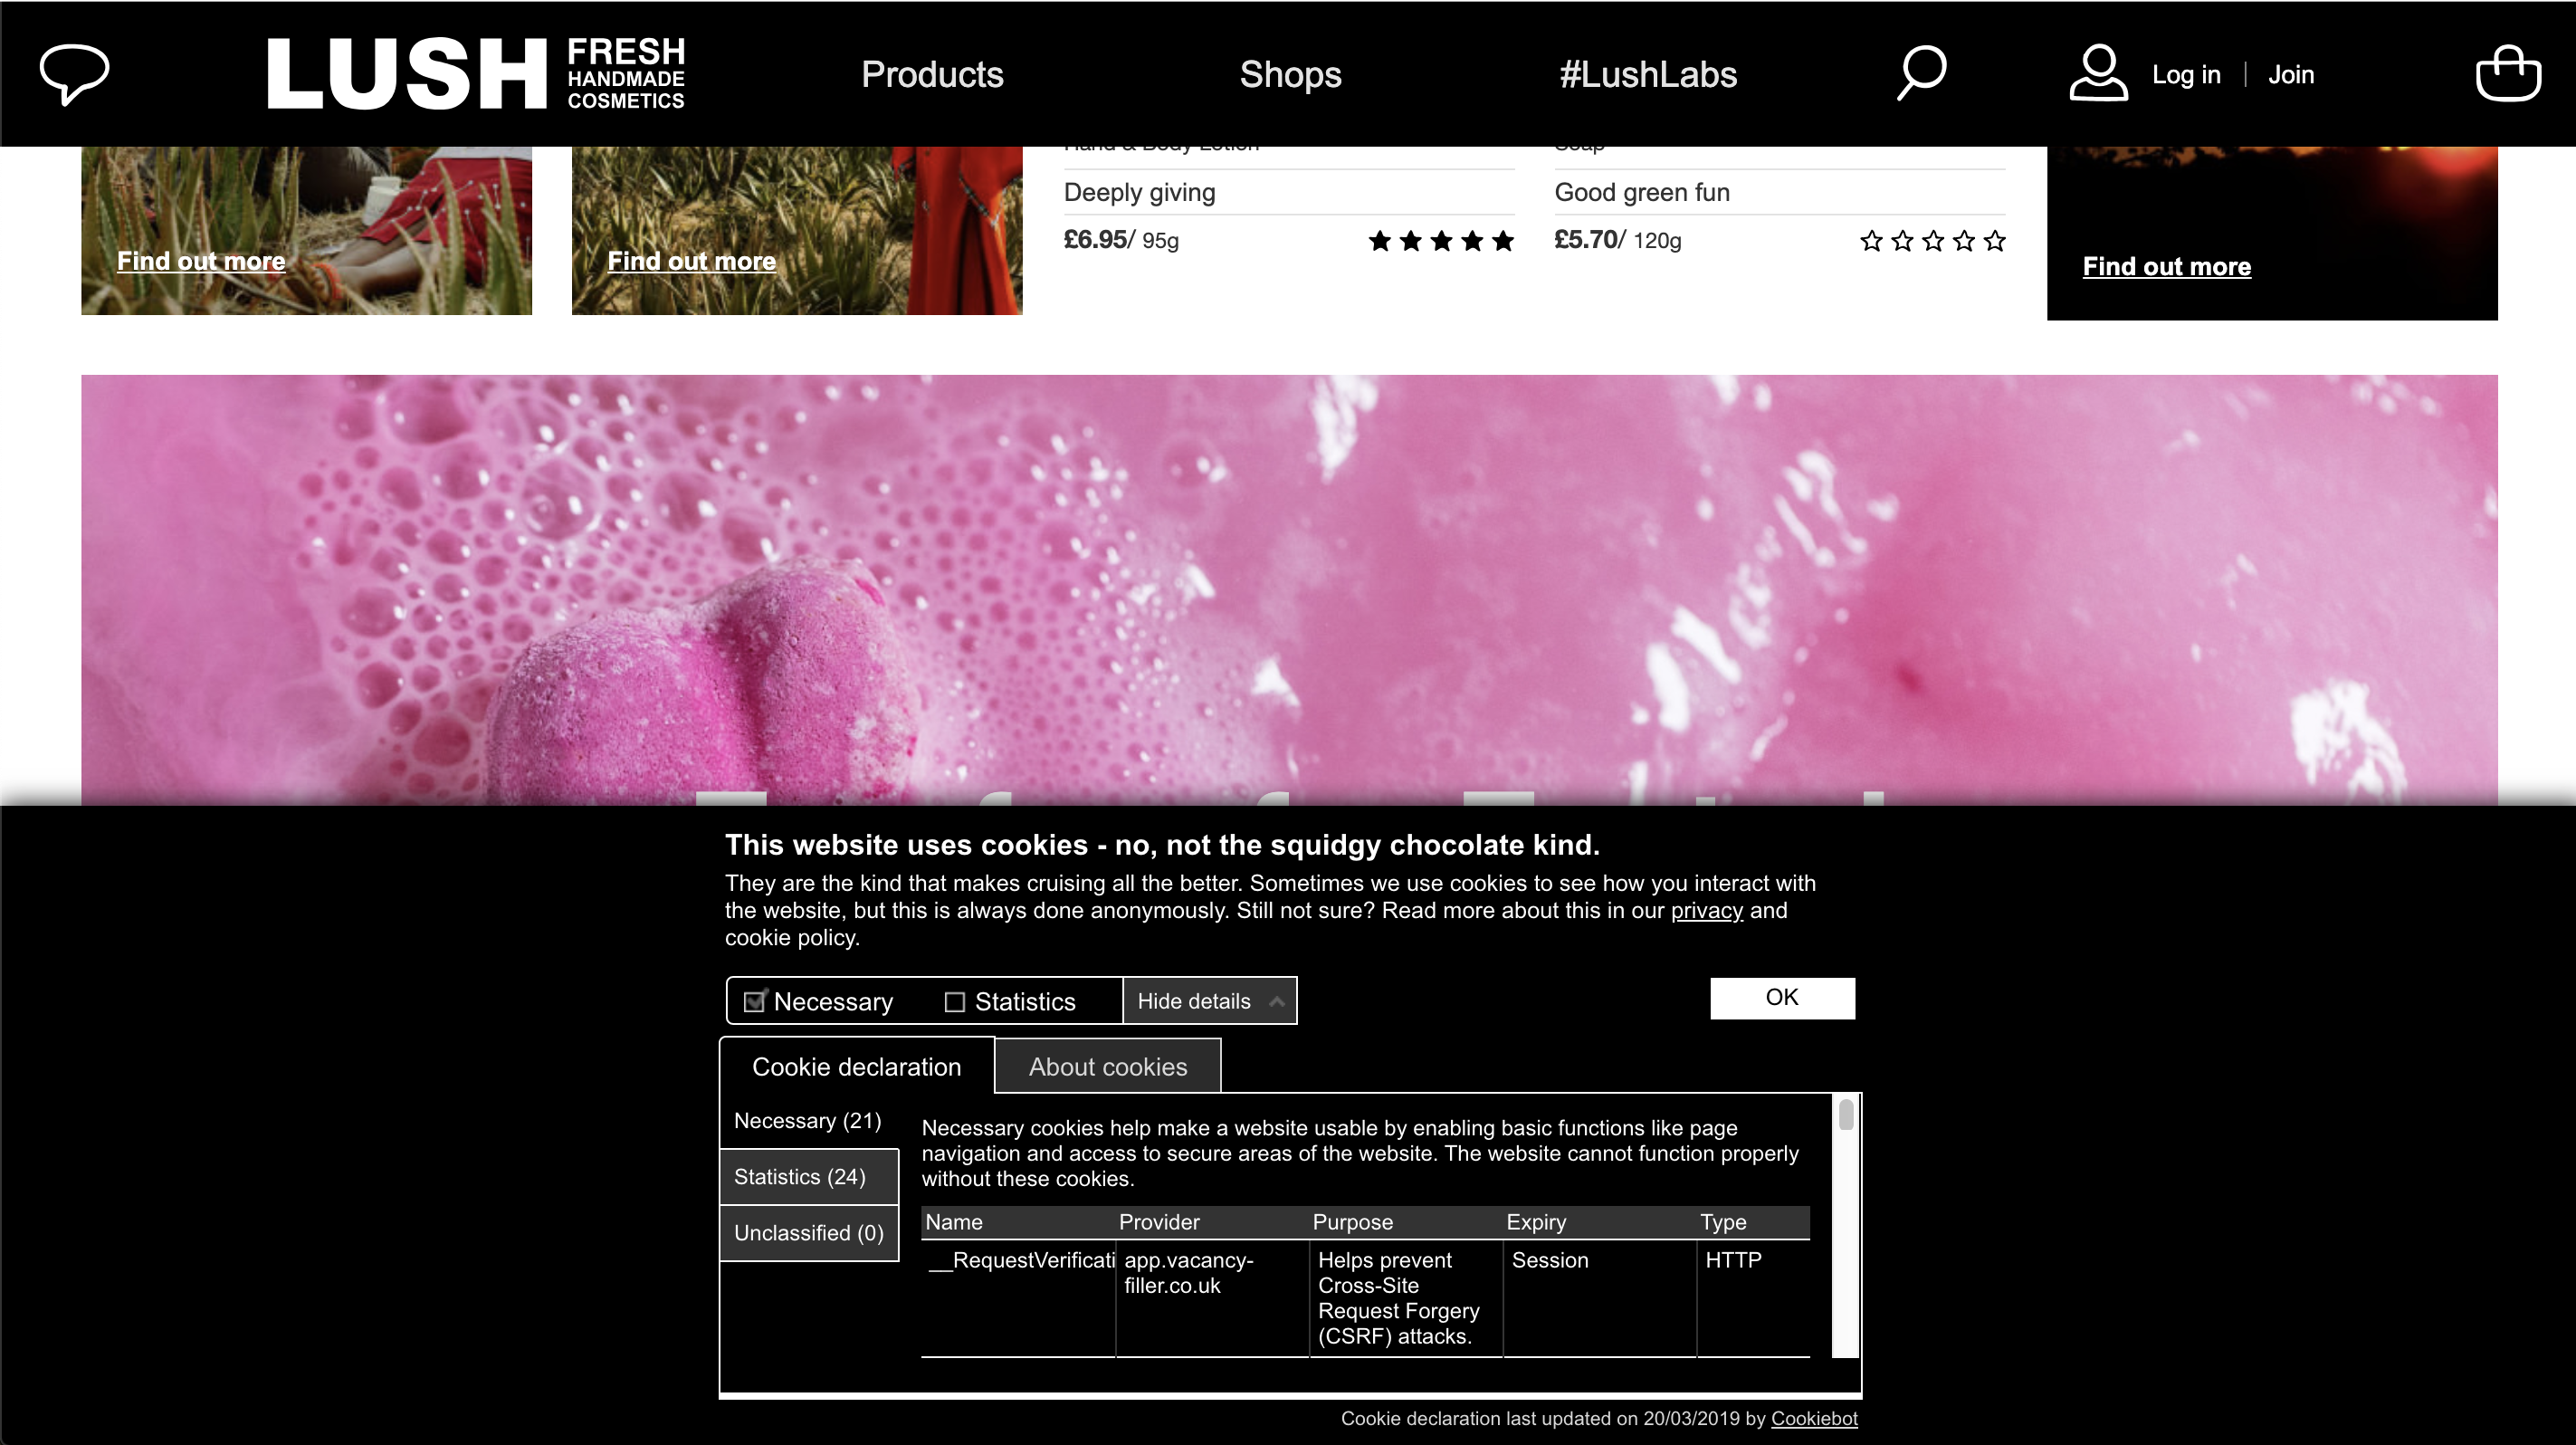 LUSH
FRESH
HANDMADE
COSMETICS
Products
Shops
#LushLabs
Log in
Join
Hand & Body Lotion
Soap
Deeply giving
Good green fun
£6.95/ 95g
£5.70/ 120g
Find out more
Find out more
Find out more
This website uses cookies - no, not the squidgy chocolate kind.
They are the kind that makes cruising all the better. Sometimes we use cookies to see how you interact with
the website, but this is always done anonymously. Still not sure? Read more about this in our privacy and
cookie policy.
Necessary
Statistics
Hide details
OK
Cookie declaration
About cookies
Necessary (21)
Statistics (24)
Unclassified (0)
Necessary cookies help make a website usable by enabling basic functions like page
navigation and access to secure areas of the website. The website cannot function properly
without these cookies.
Name Provider Purpose Expiry Type
__RequestVerificati app.vacancy- Helps prevent Session HTTP
filler.co.uk Cross-Site
Request Forgery
(CSRF) attacks.
Cookie declaration last updated on 20/03/2019 by Cookiebot